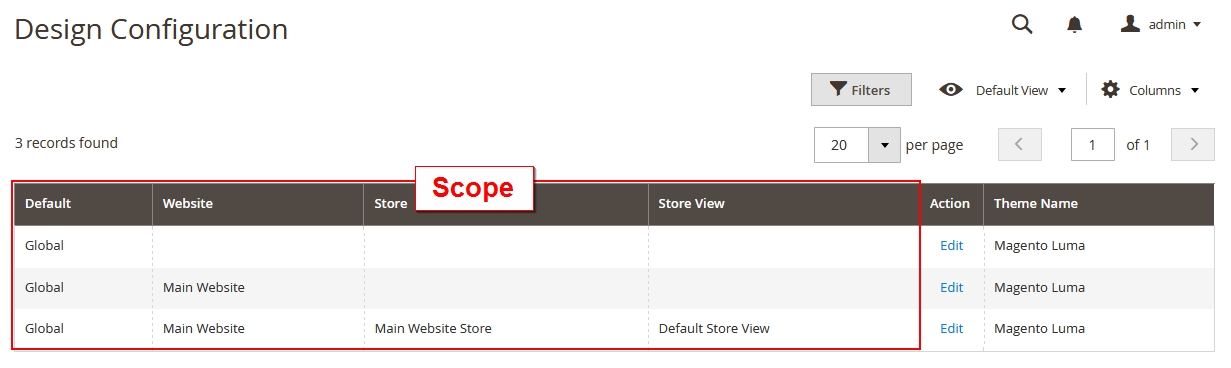 Design Configuration
admin
Filters
Default View
Columns
3 records found
20
per page
1
of 1
Scope
Default Website Store Store View Action Theme Name
Global Edit Magento Luma
Global Main Website Edit Magento Luma
Global Main Website Main Website Store Default Store View Edit Magento Luma